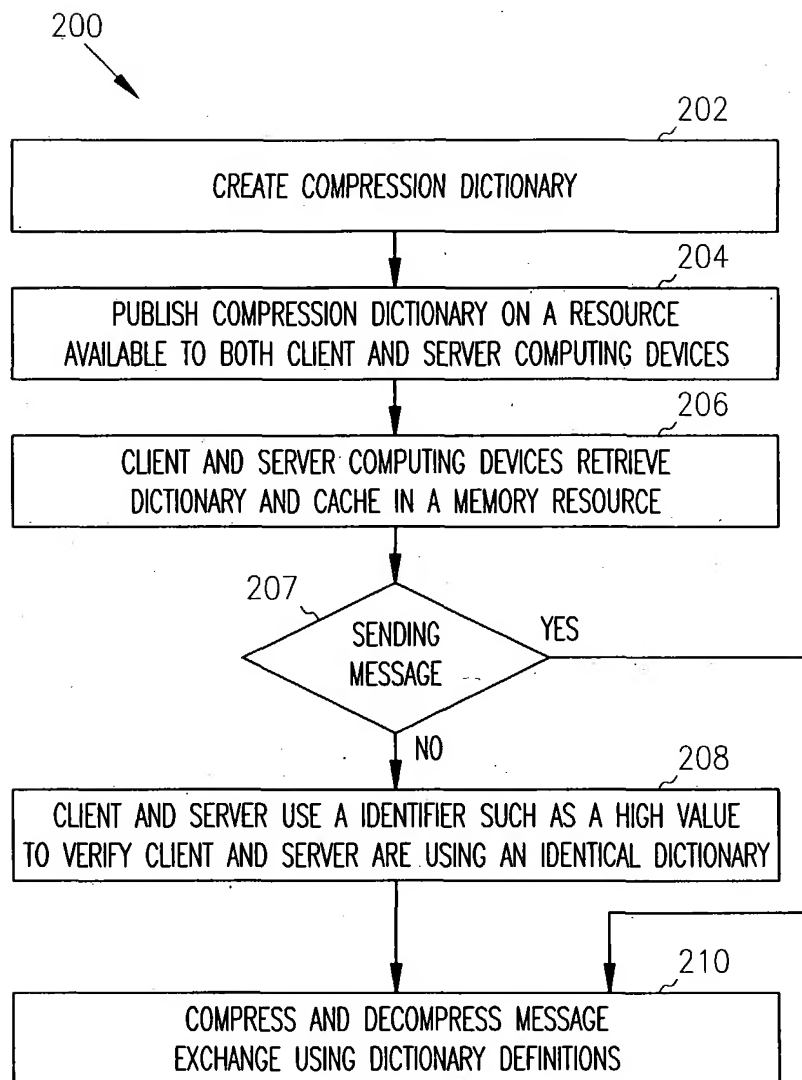 200
202
CREATE COMPRESSION DICTIONARY
204
PUBLISH COMPRESSION DICTIONARY ON A RESOURCE
AVAILABLE TO BOTH CLIENT AND SERVER COMPUTING DEVICES
206
CLIENT AND SERVER COMPUTING DEVICES RETRIEVE
DICTIONARY AND CACHE IN A MEMORY RESOURCE
207
SENDING
MESSAGE
YES
NO
208
CLIENT AND SERVER USE A IDENTIFIER SUCH AS A HIGH VALUE
TO VERIFY CLIENT AND SERVER ARE USING AN IDENTICAL DICTIONARY
210
COMPRESS AND DECOMPRESS MESSAGE
EXCHANGE USING DICTIONARY DEFINITIONS